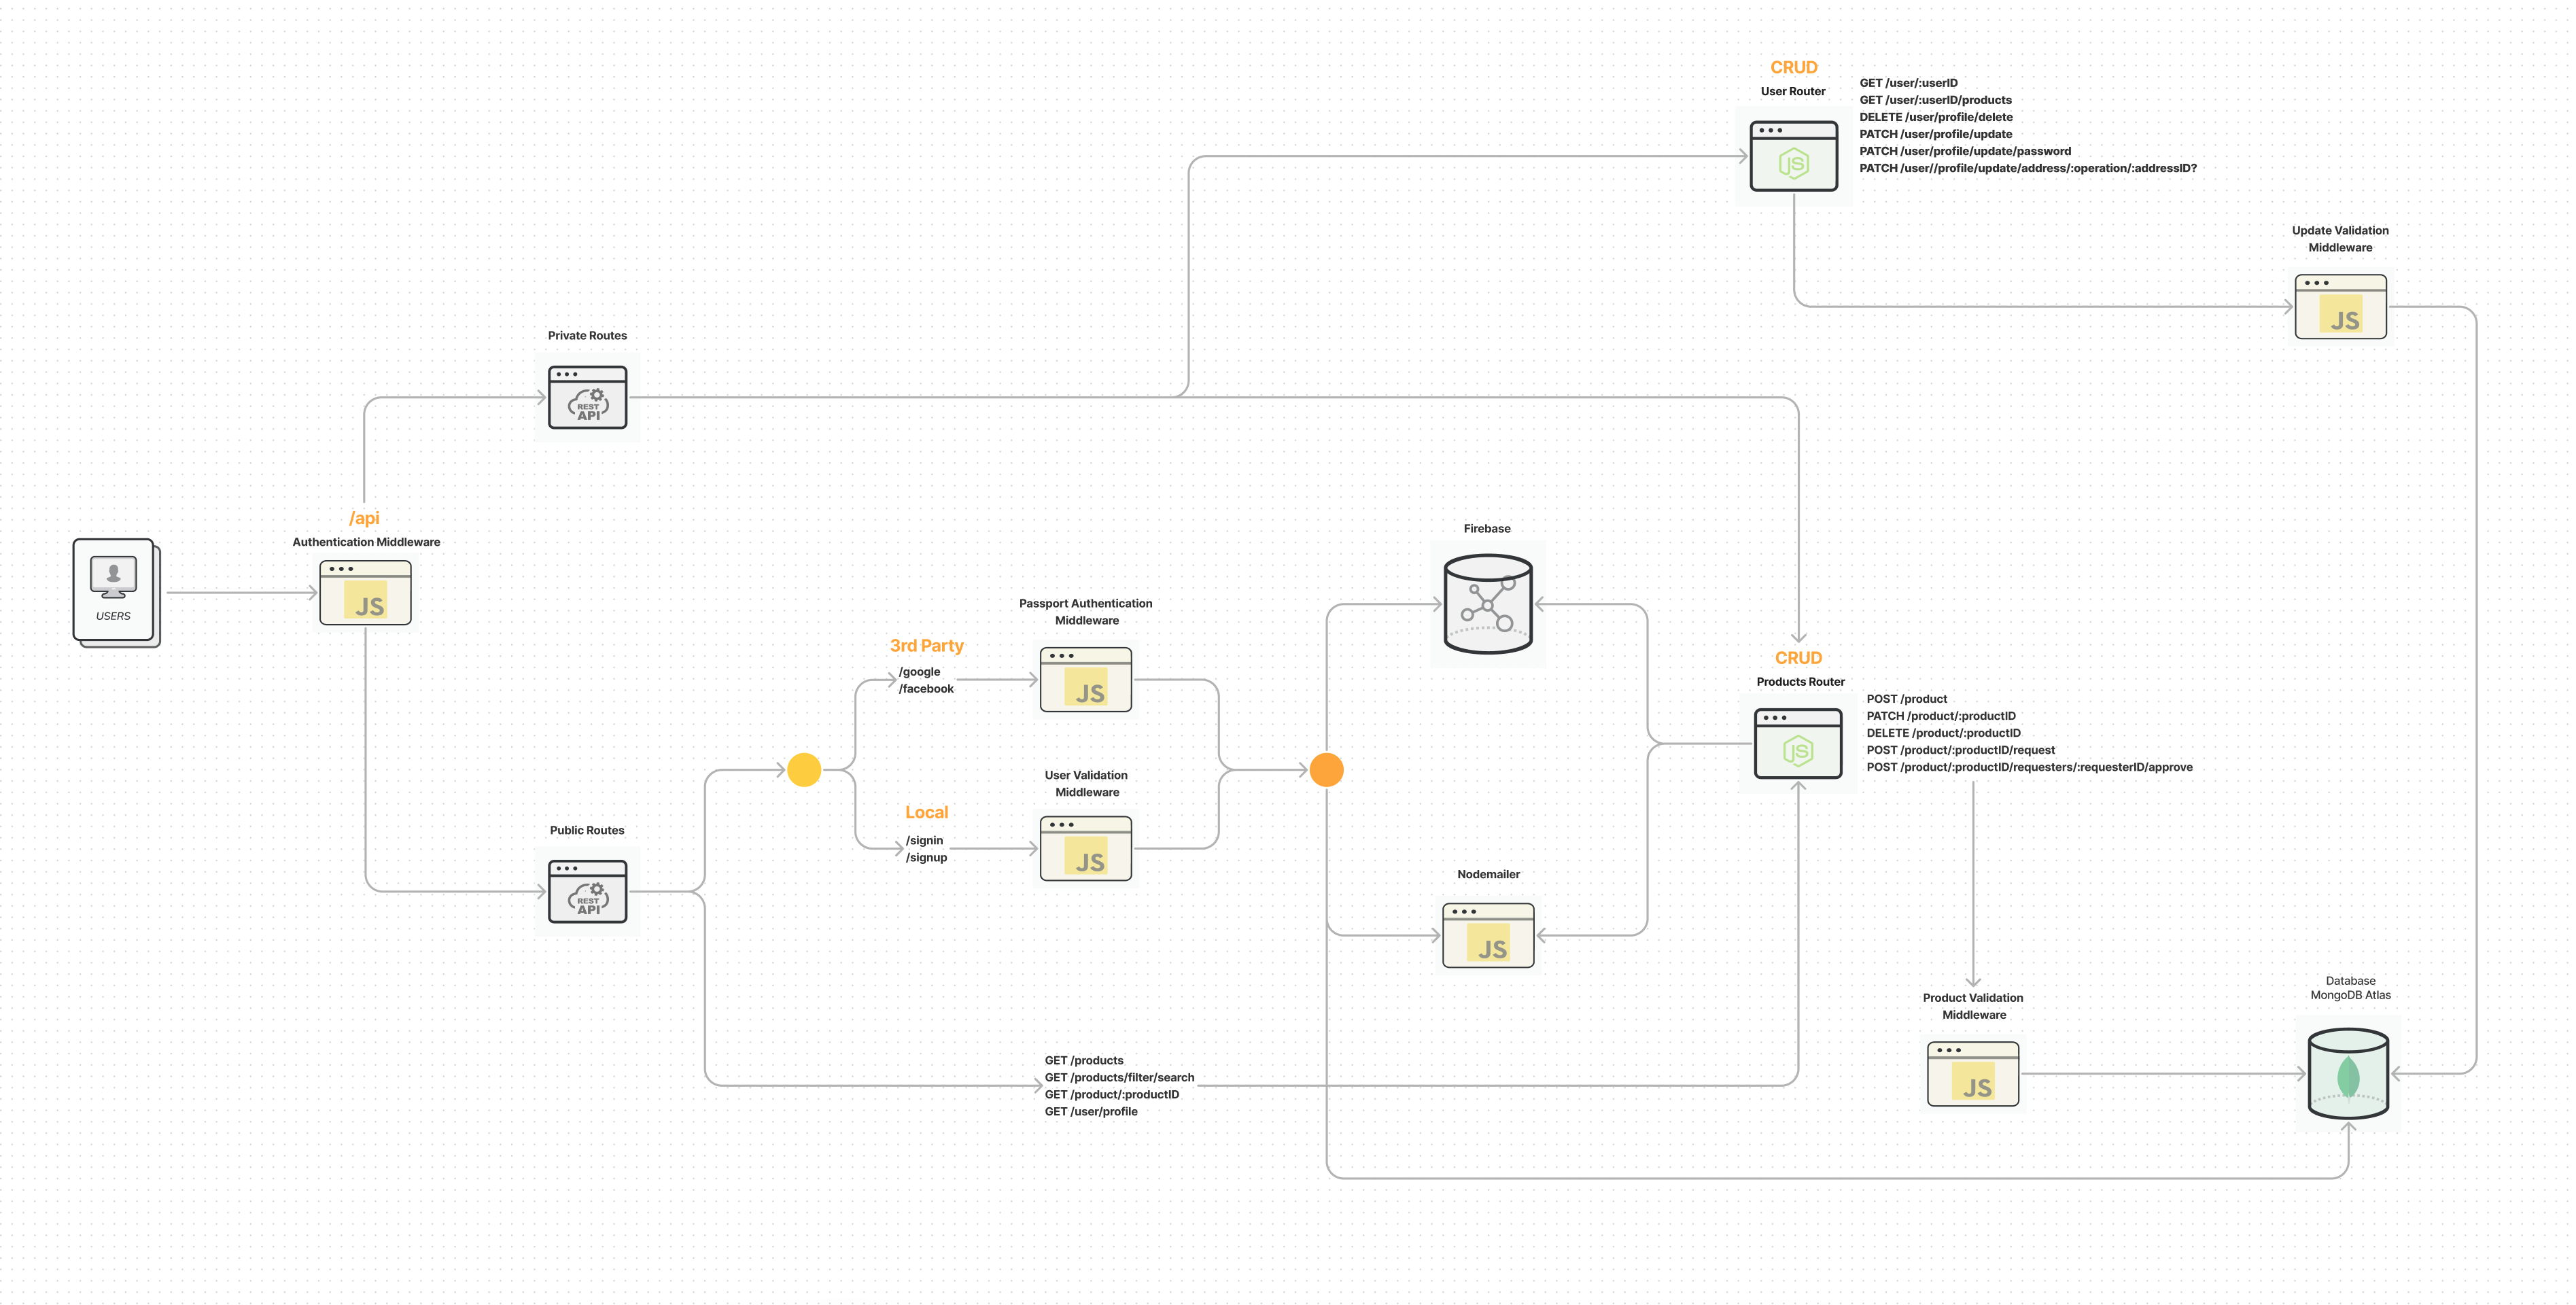 CRUD
User Router
GET /user/:userID
GET /user/:userID/products
DELETE /user/profile/delete
PATCH /user/profile/update
PATCH /user/profile/update/password
PATCH /user//profile/update/address/:operation/:addressID?
JS
Update Validation
Middleware
JS
Private Routes
REST
API
/api
Authentication Middleware
JS
USERS
Firebase
Passport Authentication
Middleware
JS
3rd Party
/google
/facebook
User Validation
Middleware
JS
Local
/signin
/signup
CRUD
Products Router
POST /product
PATCH /product/:productID
DELETE /product/:productID
POST /product/:productID/request
POST /product/:productID/requesters/:requesterID/approve
JS
Public Routes
REST
API
Nodemailer
JS
Product Validation
Middleware
JS
Database
MongoDB Atlas
GET /products
GET /products/filter/search
GET /product/:productID
GET /user/profile